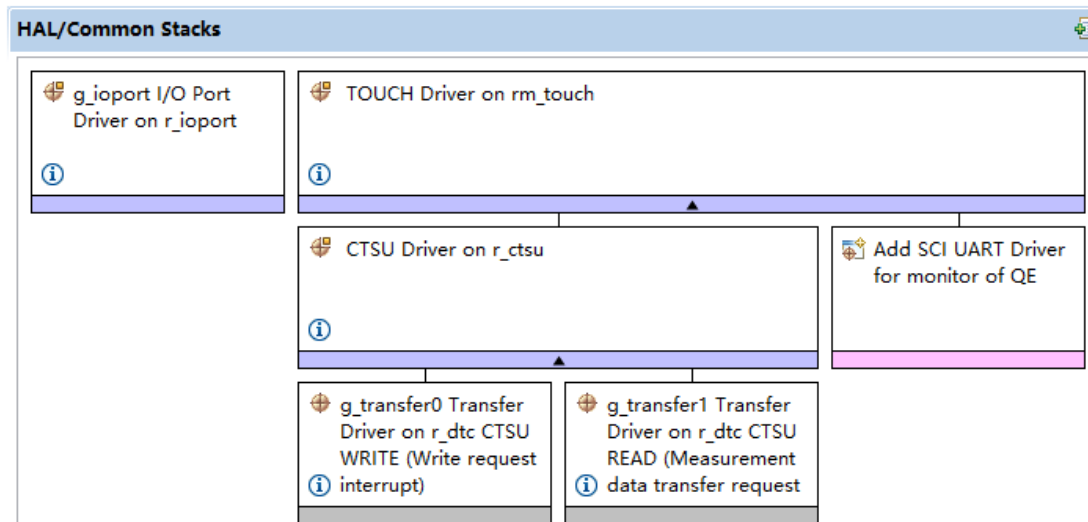 HAL/Common Stacks
g_ioport I/O Port
Driver on r_ioport
TOUCH Driver on rm_touch
CTSU Driver on r_ctsu
Add SCI UART Driver
for monitor of QE
g_transfer0 Transfer
Driver on r_dtc CTSU
WRITE (Write request
interrupt)
g_transfer1 Transfer
Driver on r_dtc CTSU
READ (Measurement
data transfer request